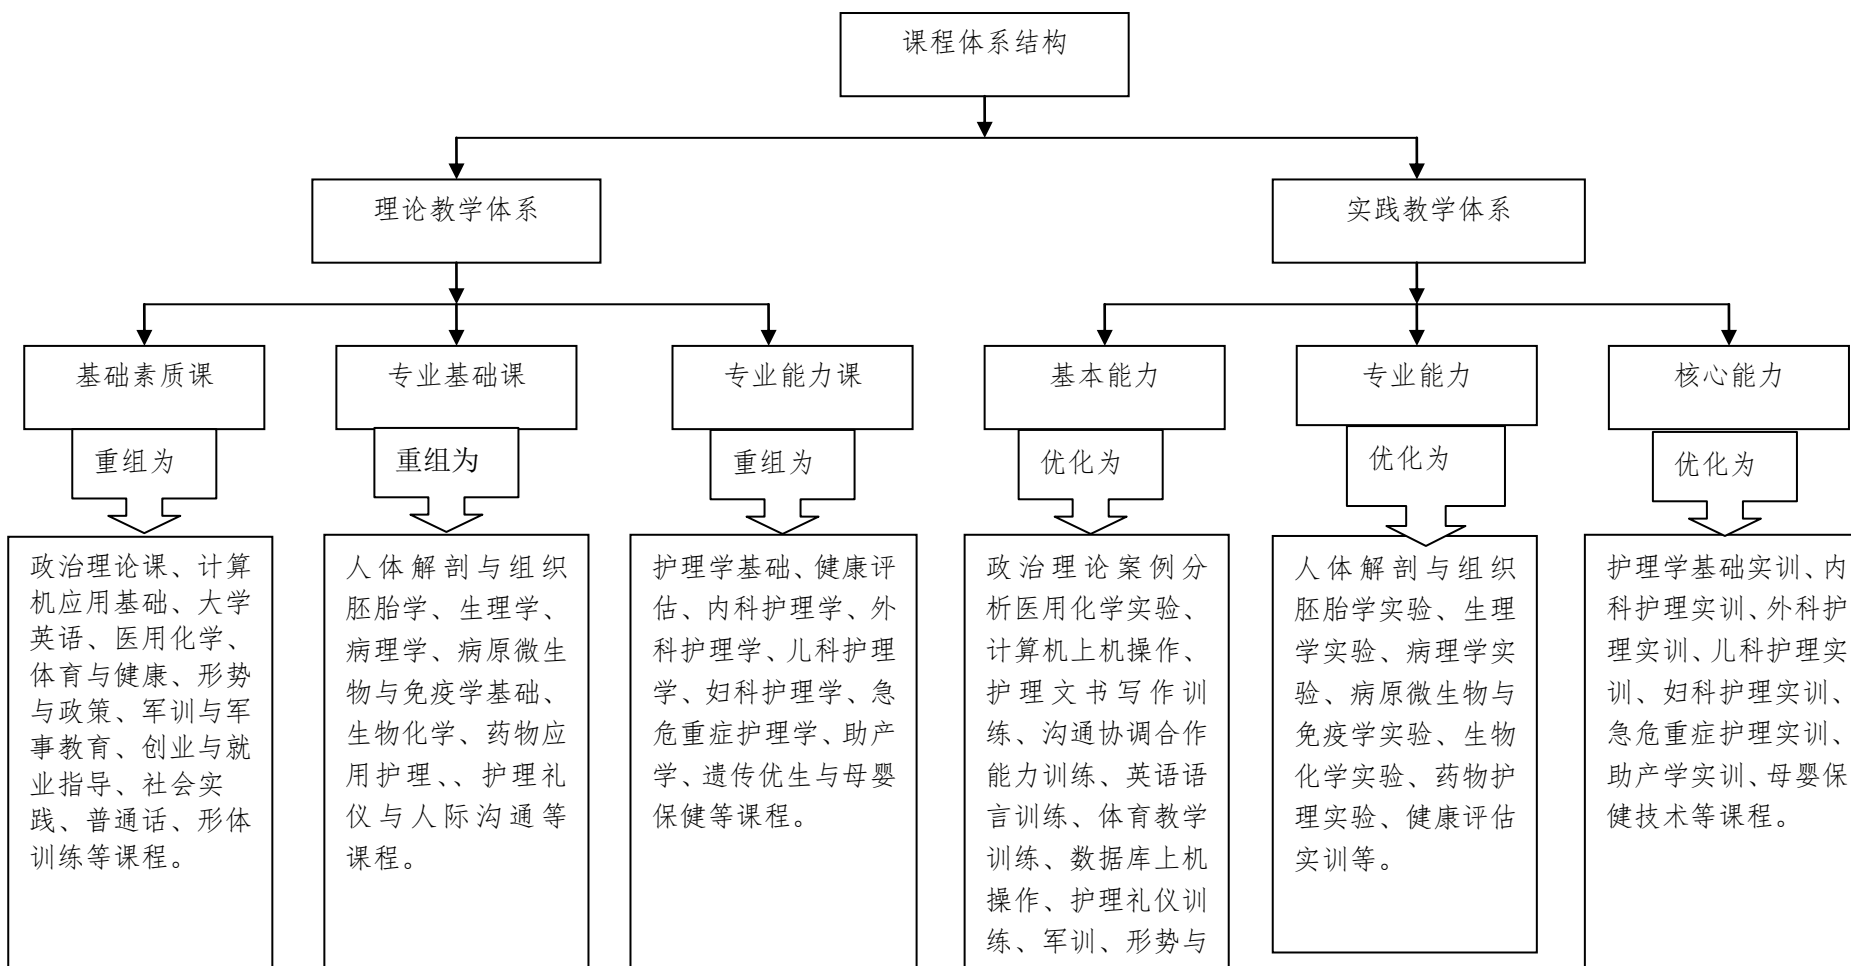 课程体系结构
理论教学体系
实践教学体系
基础素质课
专业基础课
专业能力课
基本能力
专业能力
核心能力
重组为
重组为
重组为
优化为
优化为
优化为
政治理论课、计算
机应用基础、大学
英语、医用化学、
体育与健康、形势
与政策、军训与军
事教育、创业与就
业指导、社会实
践、普通话、形体
训练等课程。
人体解剖与组织
胚胎学、生理学、
病理学、病原微生
物与免疫学基础、
生物化学、药物应
用护理、、护理礼
仪与人际沟通等
课程。
护理学基础、健康评
估、内科护理学、外
科护理学、儿科护理
学、妇科护理学、急
危重症护理学、助产
学、遗传优生与母婴
保健等课程。
政治理论案例分
析医用化学实验、
计算机上机操作、
护理文书写作训
练、沟通协调合作
能力训练、英语语
言训练、体育教学
训练、数据库上机
操作、护理礼仪训
练、军训、形势与
人体解剖与组织
胚胎学实验、生理
学实验、病理学实
验、病原微生物与
免疫学实验、生物
化学实验、药物护
理实验、健康评估
实训等。
护理学基础实训、内
科护理实训、外科护
理实训、儿科护理实
训、妇科护理实训、
急危重症护理实训、
助产学实训、母婴保
健技术等课程。